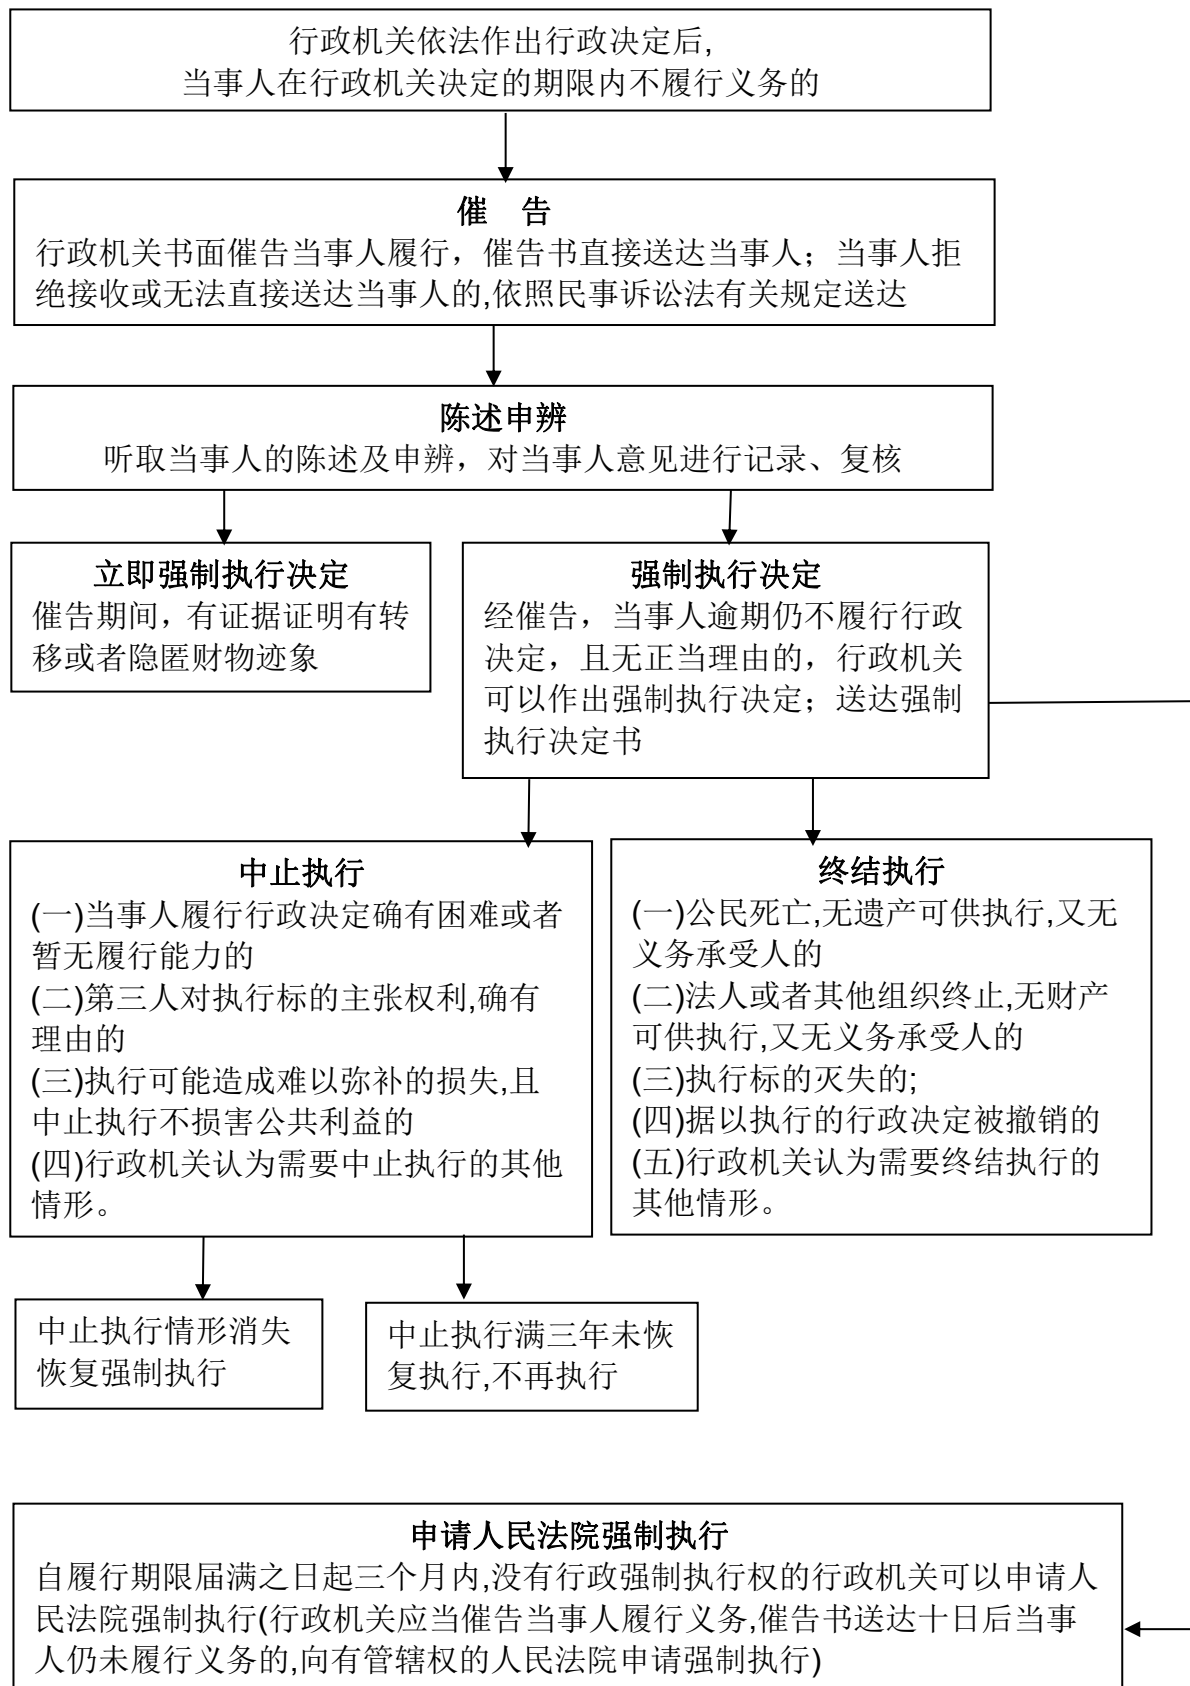 行政机关依法作出行政决定后,
当事人在行政机关决定的期限内不履行义务的
催 告
行政机关书面催告当事人履行，催告书直接送达当事人；当事人拒
绝接收或无法直接送达当事人的,依照民事诉讼法有关规定送达
陈述申辨
听取当事人的陈述及申辨，对当事人意见进行记录、复核
立即强制执行决定
催告期间，有证据证明有转
移或者隐匿财物迹象
强制执行决定
经催告，当事人逾期仍不履行行政
决定，且无正当理由的，行政机关
可以作出强制执行决定；送达强制
执行决定书
中止执行
(一)当事人履行行政决定确有困难或者
暂无履行能力的
(二)第三人对执行标的主张权利,确有
理由的
(三)执行可能造成难以弥补的损失,且
中止执行不损害公共利益的
(四)行政机关认为需要中止执行的其他
情形。
终结执行
(一)公民死亡,无遗产可供执行,又无
义务承受人的
(二)法人或者其他组织终止,无财产
可供执行,又无义务承受人的
(三)执行标的灭失的;
(四)据以执行的行政决定被撤销的
(五)行政机关认为需要终结执行的
其他情形。
中止执行情形消失
恢复强制执行
中止执行满三年未恢
复执行,不再执行
申请人民法院强制执行
自履行期限届满之日起三个月内,没有行政强制执行权的行政机关可以申请人
民法院强制执行(行政机关应当催告当事人履行义务,催告书送达十日后当事
人仍未履行义务的,向有管辖权的人民法院申请强制执行)